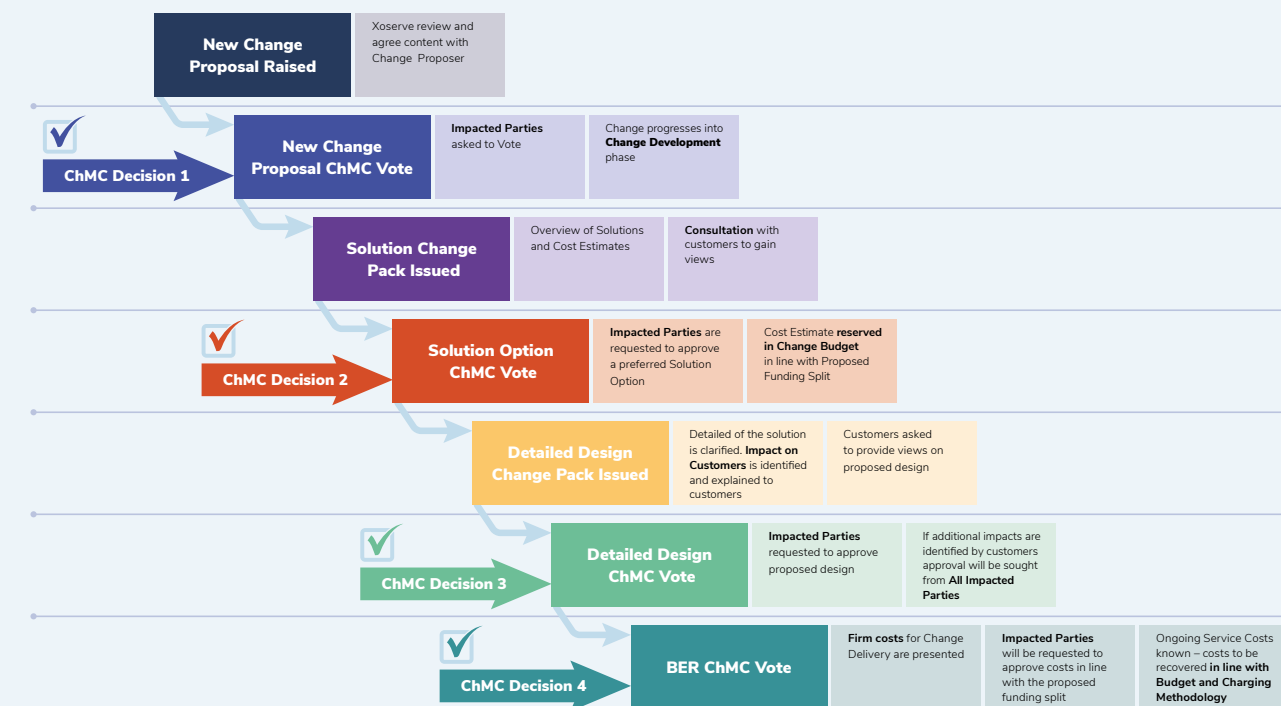 New Change
Proposal Raised
Xoserve review and
agree content with
Change Proposer
ChMC Decision 1
New Change
Proposal ChMC Vote
Impacted Parties
asked to Vote
Change progresses into
Change Development
phase
Solution Change
Pack Issued
Overview of Solutions
and Cost Estimates
Consultation with
customers to gain
views
ChMC Decision 2
Solution Option
ChMC Vote
Impacted Parties are
requested to approve
a preferred Solution
Option
Cost Estimate reserved
in Change Budget
in line with Proposed
Funding Split
Detailed Design
Change Pack Issued
Detailed of the solution
is clarified. Impact on
Customers is identified
and explained to
customers
Customers asked
to provide views on
proposed design
ChMC Decision 3
Detailed Design
ChMC Vote
Impacted Parties
requested to approve
proposed design
If additional impacts are
identified by customers
approval will be sought
from All Impacted
Parties
ChMC Decision 4
BER ChMC Vote
Firm costs for Change
Delivery are presented
Impacted Parties
will be requested to
approve costs in line
with the proposed
funding split
Ongoing Service Costs
known – costs to be
recovered in line with
Budget and Charging
Methodology